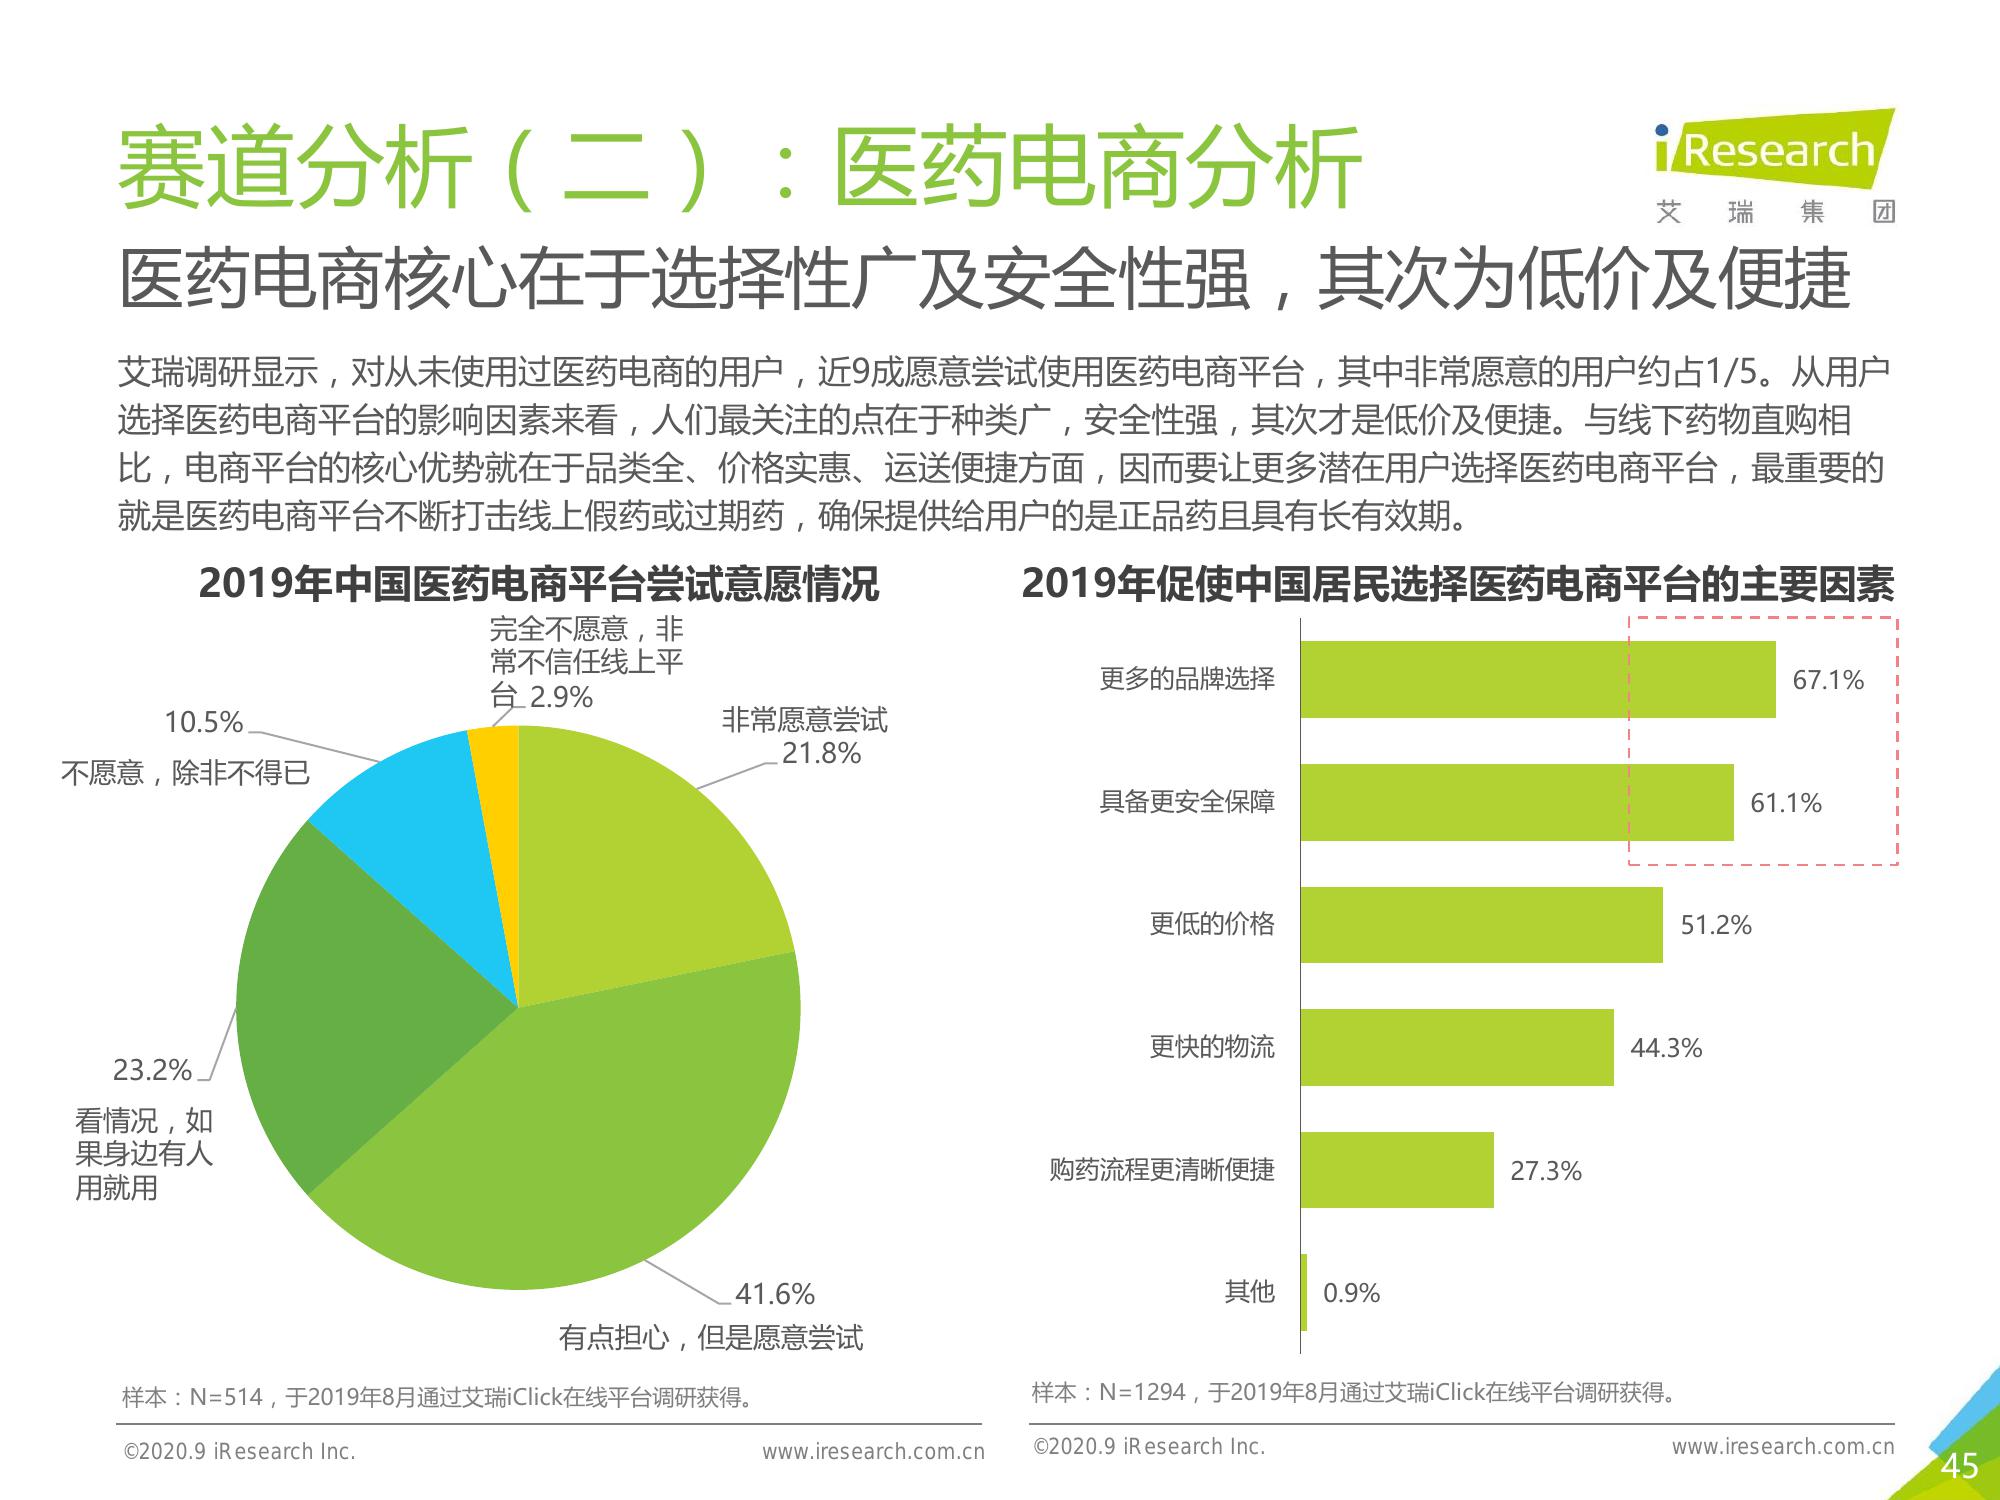 赛道分析（二）：医药电商分析
iResearch
艾 瑞 集 团
医药电商核心在于选择性广及安全性强，其次为低价及便捷
艾瑞调研显示，对从未使用过医药电商的用户，近9成愿意尝试使用医药电商平台，其中非常愿意的用户约占1/5。从用户
选择医药电商平台的影响因素来看，人们最关注的点在于种类广，安全性强，其次才是低价及便捷。与线下药物直购相
比，电商平台的核心优势就在于品类全、价格实惠、运送便捷方面，因而要让更多潜在用户选择医药电商平台，最重要的
就是医药电商平台不断打击线上假药或过期药，确保提供给用户的是正品药且具有长有效期。
2019年中国医药电商平台尝试意愿情况
完全不愿意，非
常不信任线上平
台 2.9%
非常愿意尝试
21.8%
10.5%
不愿意，除非不得已
23.2%
看情况，如
果身边有人
用就用
41.6%
有点担心，但是愿意尝试
样本：N=514，于2019年8月通过艾瑞iClick在线平台调研获得。
©2020.9 iResearch Inc.
www.iresearch.com.cn
2019年促使中国居民选择医药电商平台的主要因素
更多的品牌选择 67.1%
具备更安全保障 61.1%
更低的价格 51.2%
更快的物流 44.3%
购药流程更清晰便捷 27.3%
其他 0.9%
样本：N=1294，于2019年8月通过艾瑞iClick在线平台调研获得。
©2020.9 iResearch Inc.
www.iresearch.com.cn
45